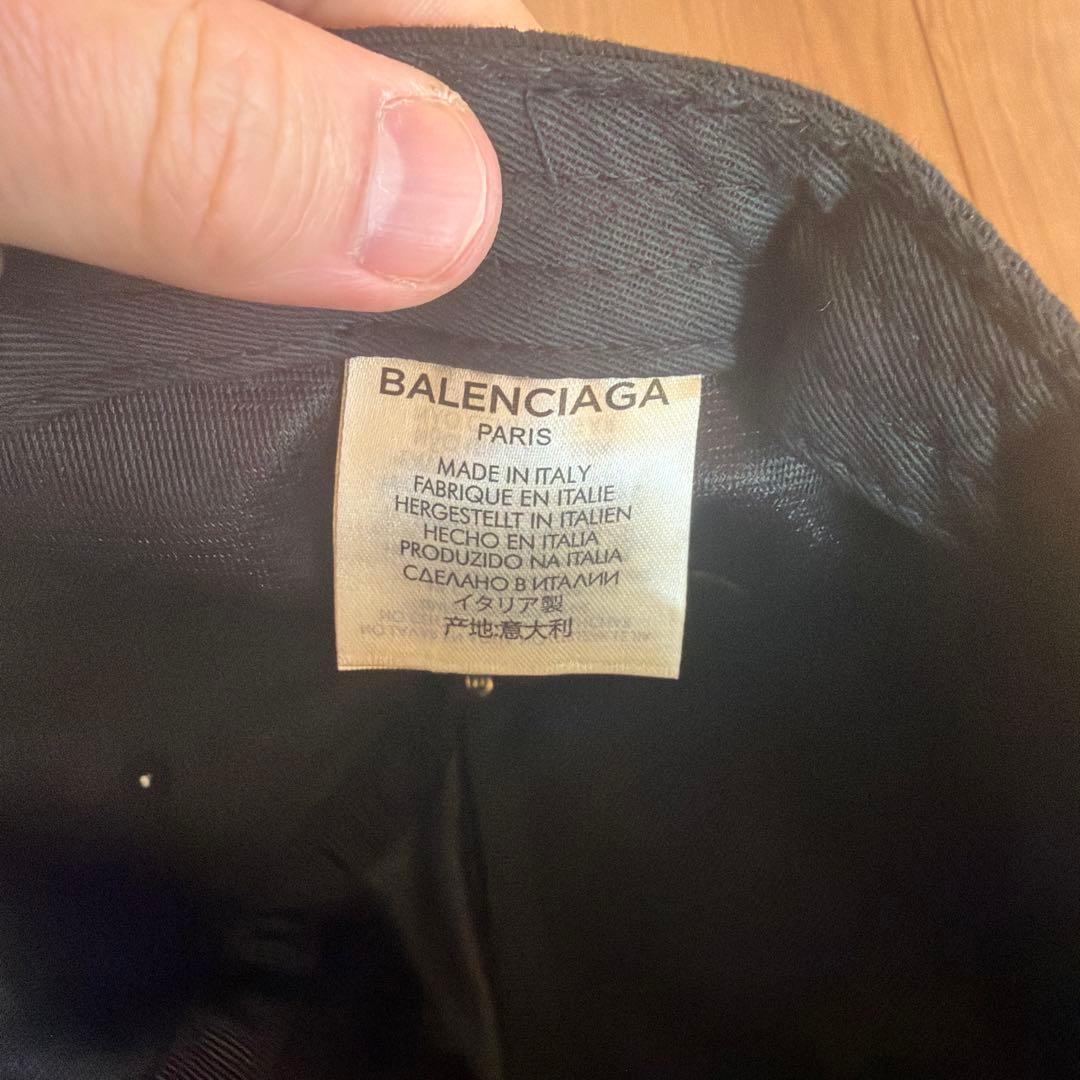 BALENCIAGA
PARIS
MADE IN ITALY
FABRIQUE EN ITALIE
HERGESTELLT IN ITALIEN
HECHO EN ITALIA
PRODUZIDO NA ITALIA
СДЕЛАНО В ИТАЛИИ
イタリア製
产地:意大利